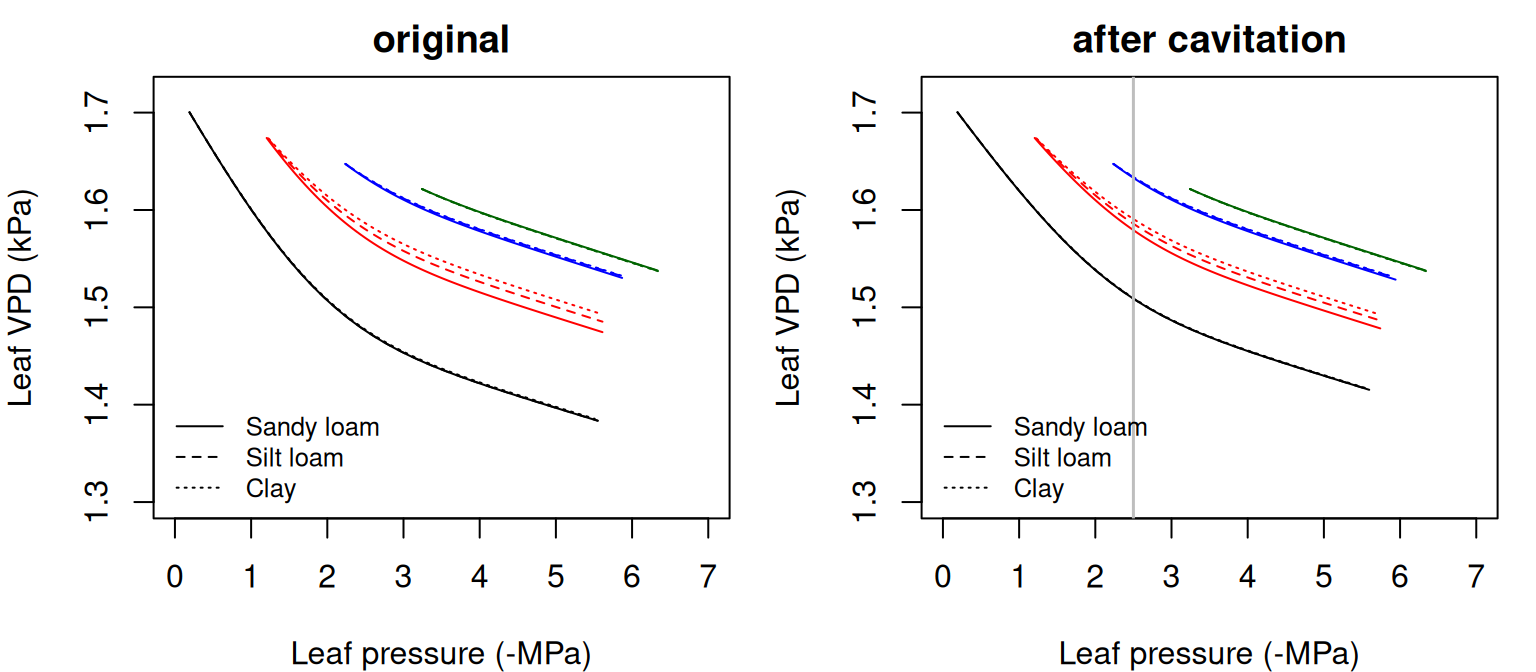 original
Leaf VPD (kPa)
1.7
1.6
1.5
1.4
1.3
Sandy loam
Silt loam
Clay
0 1 2 3 4 5 6 7
Leaf pressure (-MPa)
after cavitation
Leaf VPD (kPa)
1.7
1.6
1.5
1.4
1.3
Sandy loam
Silt loam
Clay
0 1 2 3 4 5 6 7
Leaf pressure (-MPa)